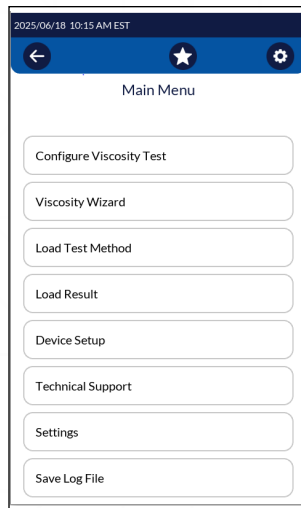 2025/06/18 10:15 AM EST
Main Menu
Configure Viscosity Test
Viscosity Wizard
Load Test Method
Load Result
Device Setup
Technical Support
Settings
Save Log File